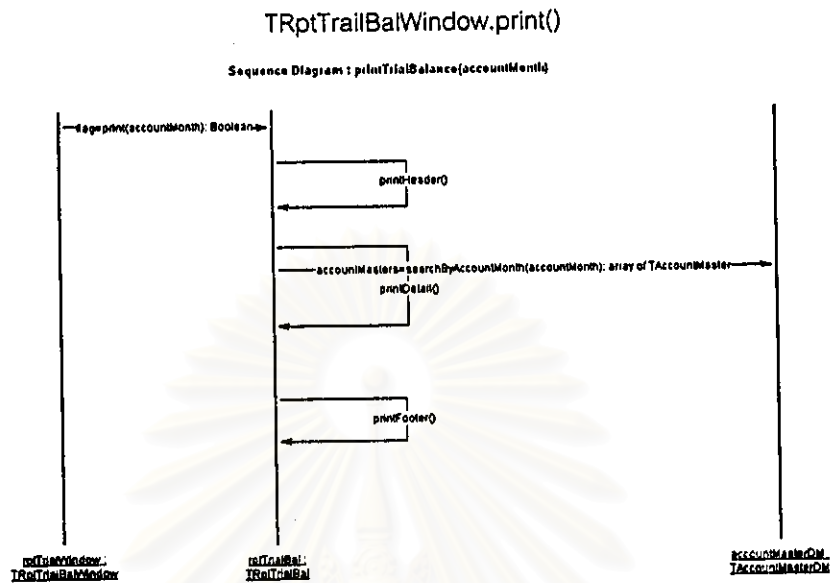 TRptTrailBalWindow.print()
Sequence Diagram : printTrialBalance(accountMonth)
flag=print(accountMonth): Boolean
printHeader()
accountMasters=searchByAccountMonth(accountMonth): array of TAccountMaster
printDetail()
printFooter()
rptTrialWindow :
TRptTrialBalWindow
rptTrialBal :
TRptTrialBal
accountMasterDM :
TAccountMasterDM